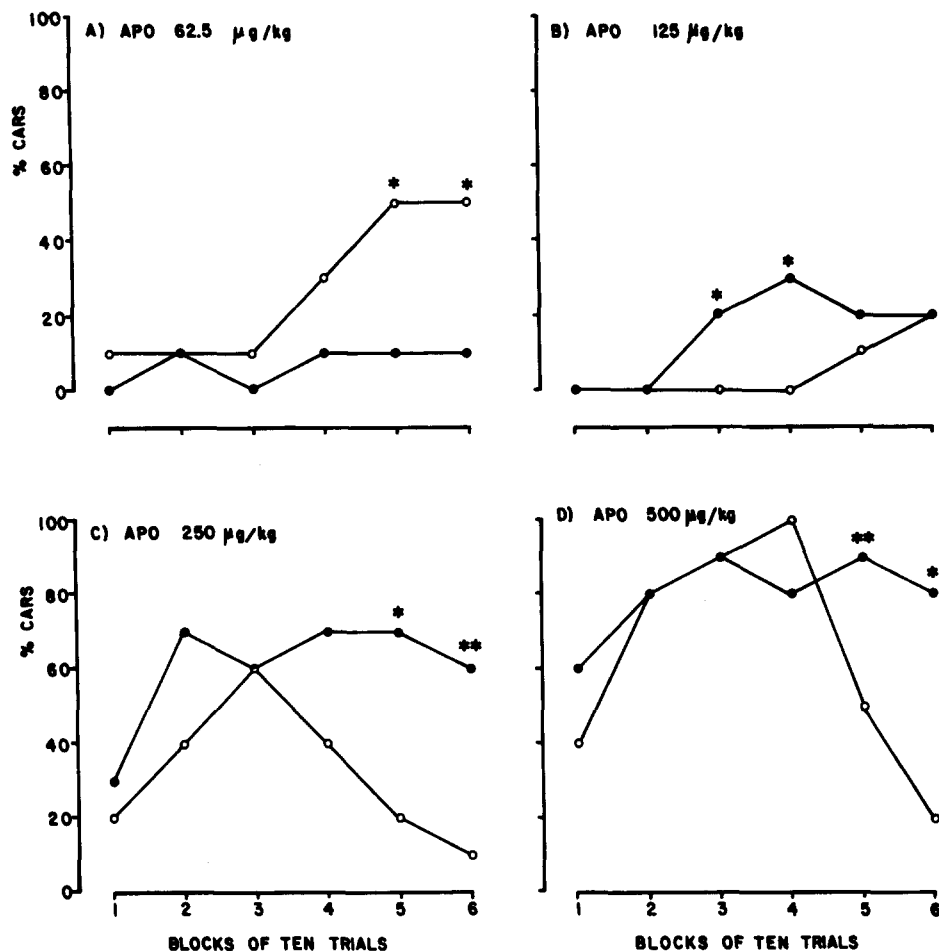 A) APO 62.5 µg/kg
B) APO 125 µg/kg
100
80
60
40
20
0
% CARS
*
*
*
*
C) APO 250 µg/kg
D) APO 500 µg/kg
100
80
60
40
20
0
% CARS
*
**
**
*
1 2 3 4 5 6
1 2 3 4 5 6
BLOCKS OF TEN TRIALS
BLOCKS OF TEN TRIALS